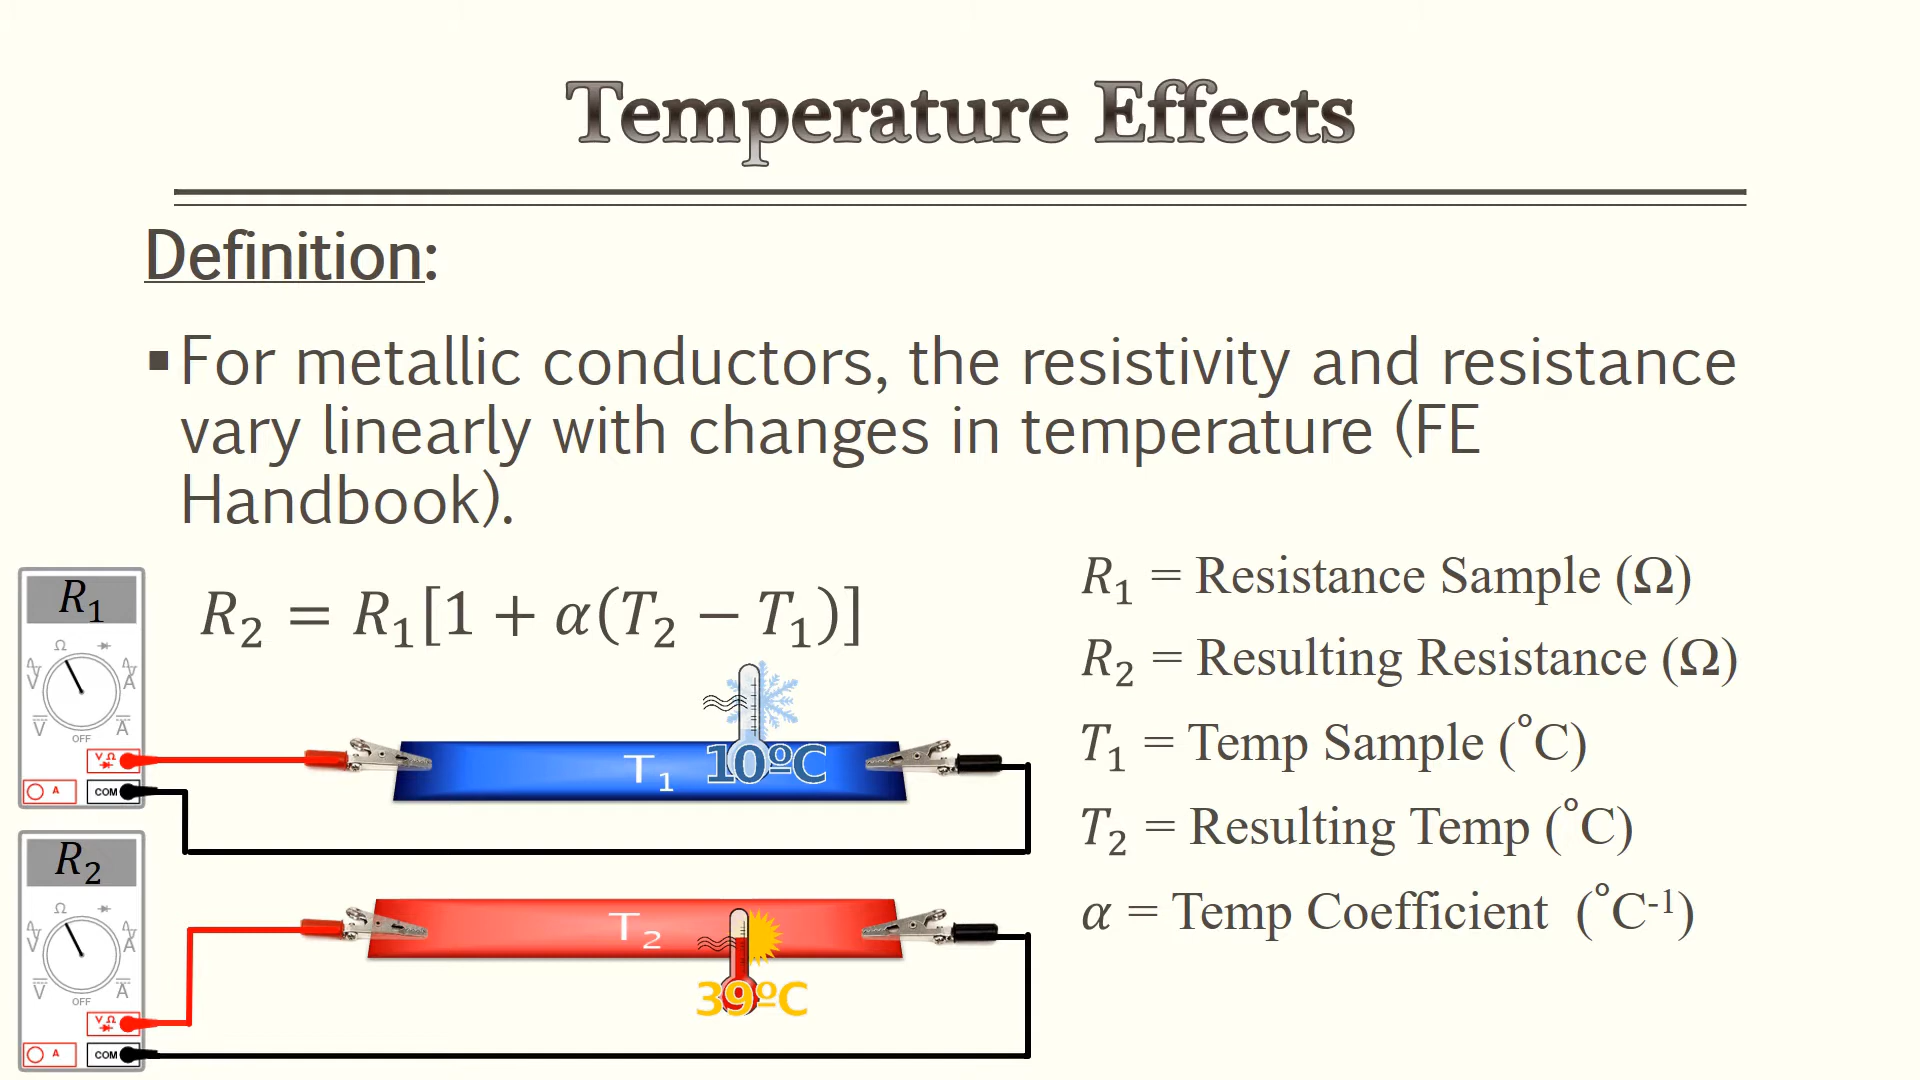 Temperature Effects
Definition:
▪For metallic conductors, the resistivity and resistance
vary linearly with changes in temperature (FE
Handbook).
R₂ = R₁[1 + α(T₂ − T₁)]
R₁ = Resistance Sample (Ω)
R₂ = Resulting Resistance (Ω)
T₁ = Temp Sample (°C)
T₂ = Resulting Temp (°C)
α = Temp Coefficient (°C⁻¹)
R₁
Ω
V A
V A
OFF
VΩ
A COM
T₁ 10ºC
R₂
Ω
V A
V A
OFF
VΩ
A COM
T₂
39ºC